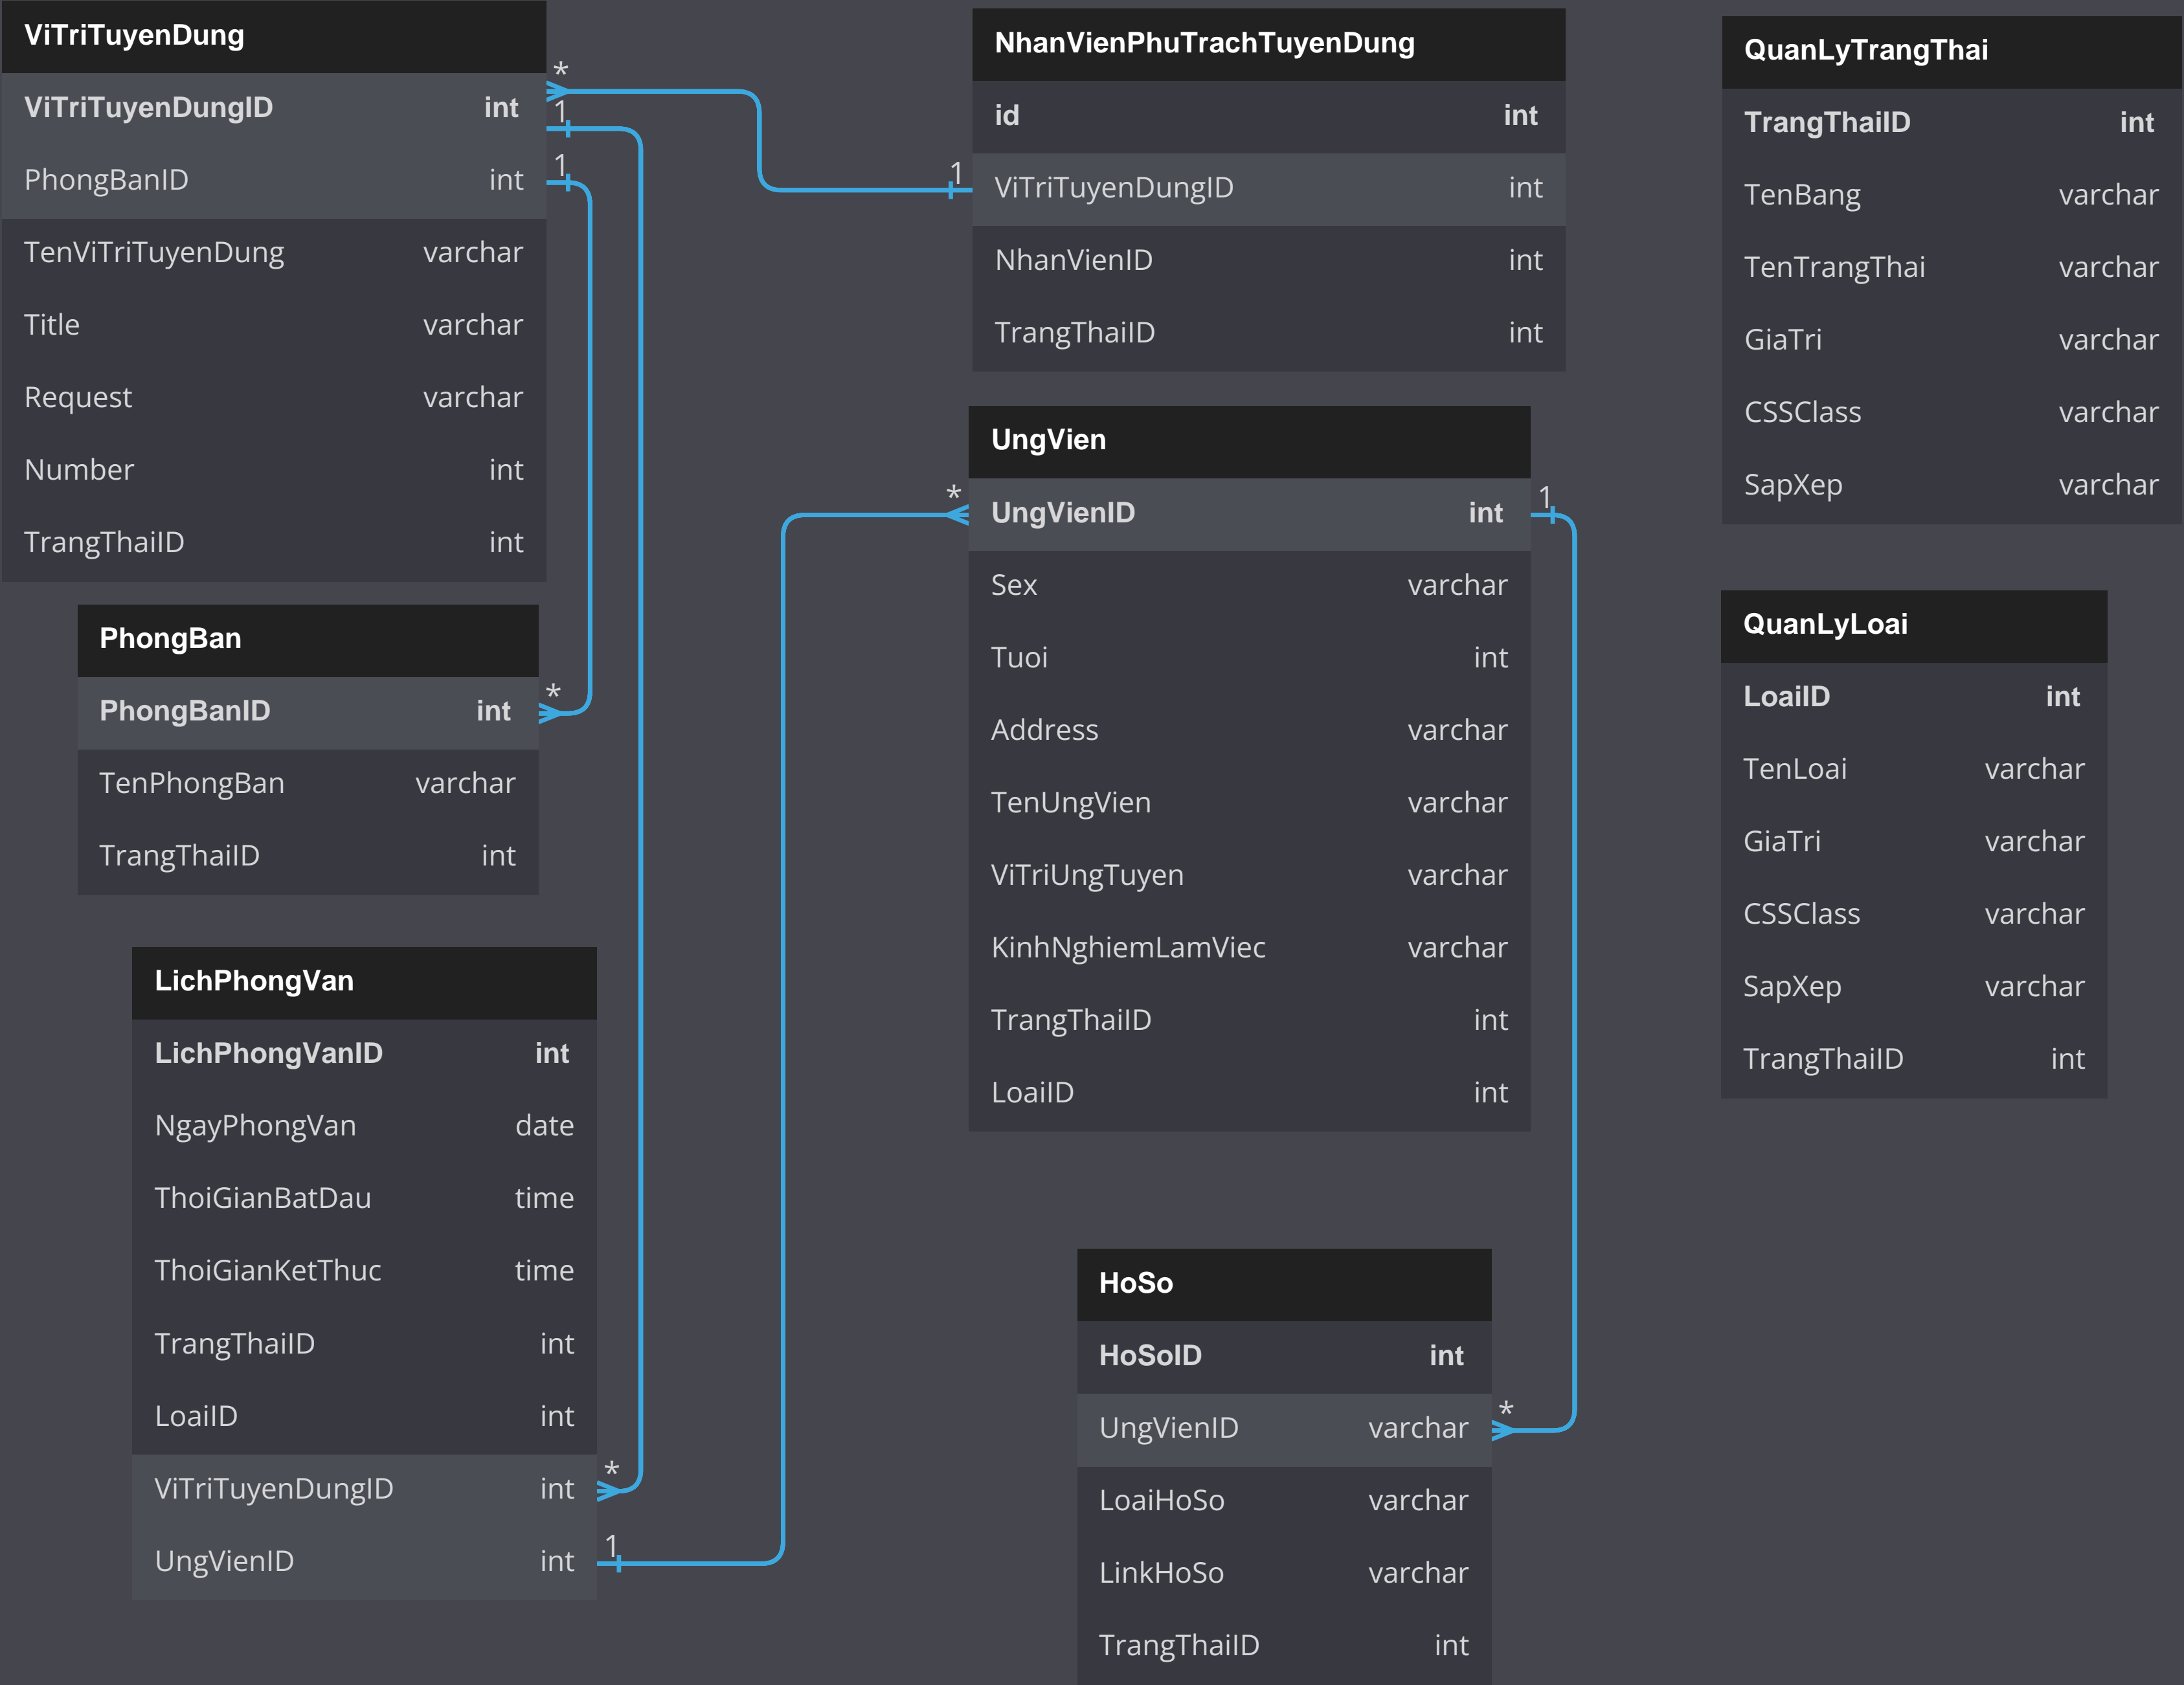 ViTriTuyenDung
ViTriTuyenDungID int
PhongBanID int
TenViTriTuyenDung varchar
Title varchar
Request varchar
Number int
TrangThaiID int
* 1
1 *
1 *
PhongBan
PhongBanID int
TenPhongBan varchar
TrangThaiID int
LichPhongVan
LichPhongVanID int
NgayPhongVan date
ThoiGianBatDau time
ThoiGianKetThuc time
TrangThaiID int
LoaiID int
ViTriTuyenDungID int
UngVienID int
1 *
NhanVienPhuTrachTuyenDung
id int
ViTriTuyenDungID int
NhanVienID int
TrangThaiID int
UngVien
UngVienID int
Sex varchar
Tuoi int
Address varchar
TenUngVien varchar
ViTriUngTuyen varchar
KinhNghiemLamViec varchar
TrangThaiID int
LoaiID int
1 *
HoSo
HoSoID int
UngVienID varchar
LoaiHoSo varchar
LinkHoSo varchar
TrangThaiID int
QuanLyTrangThai
TrangThaiID int
TenBang varchar
TenTrangThai varchar
GiaTri varchar
CSSClass varchar
SapXep varchar
QuanLyLoai
LoaiID int
TenLoai varchar
GiaTri varchar
CSSClass varchar
SapXep varchar
TrangThaiID int